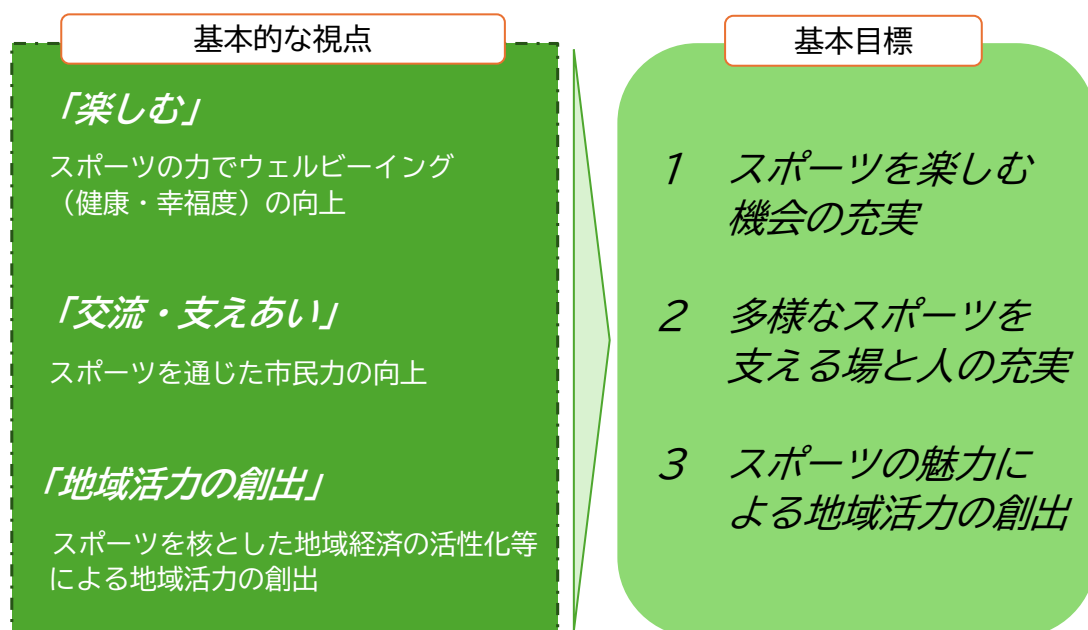 基本的な視点
「楽しむ」
スポーツの力でウェルビーイング
（健康・幸福度）の向上
「交流・支えあい」
スポーツを通じた市民力の向上
「地域活力の創出」
スポーツを核とした地域経済の活性化等
による地域活力の創出
基本目標
１　スポーツを楽しむ
機会の充実
２　多様なスポーツを
支える場と人の充実
３　スポーツの魅力に
よる地域活力の創出